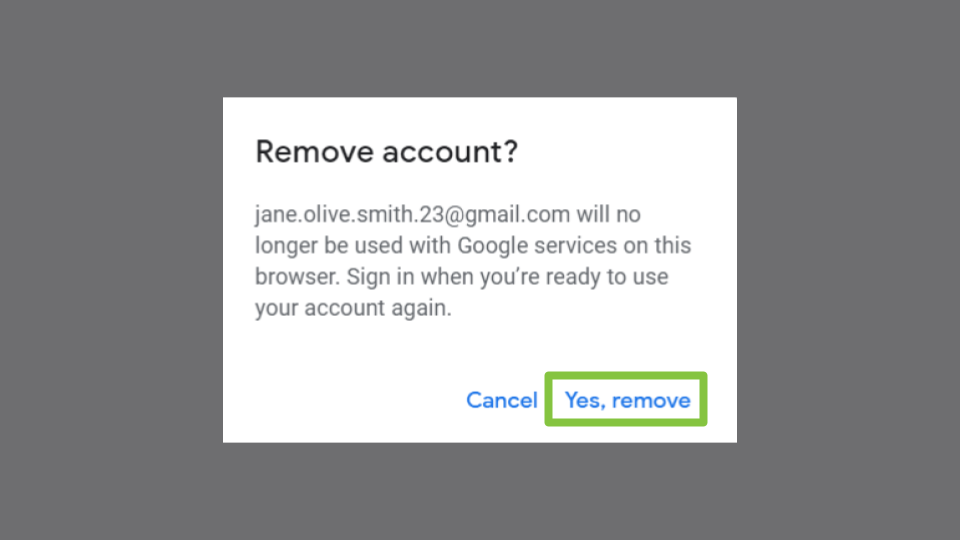 Remove account?
jane.olive.smith.23@gmail.com will no
longer be used with Google services on this
browser. Sign in when you’re ready to use
your account again.
Cancel Yes, remove